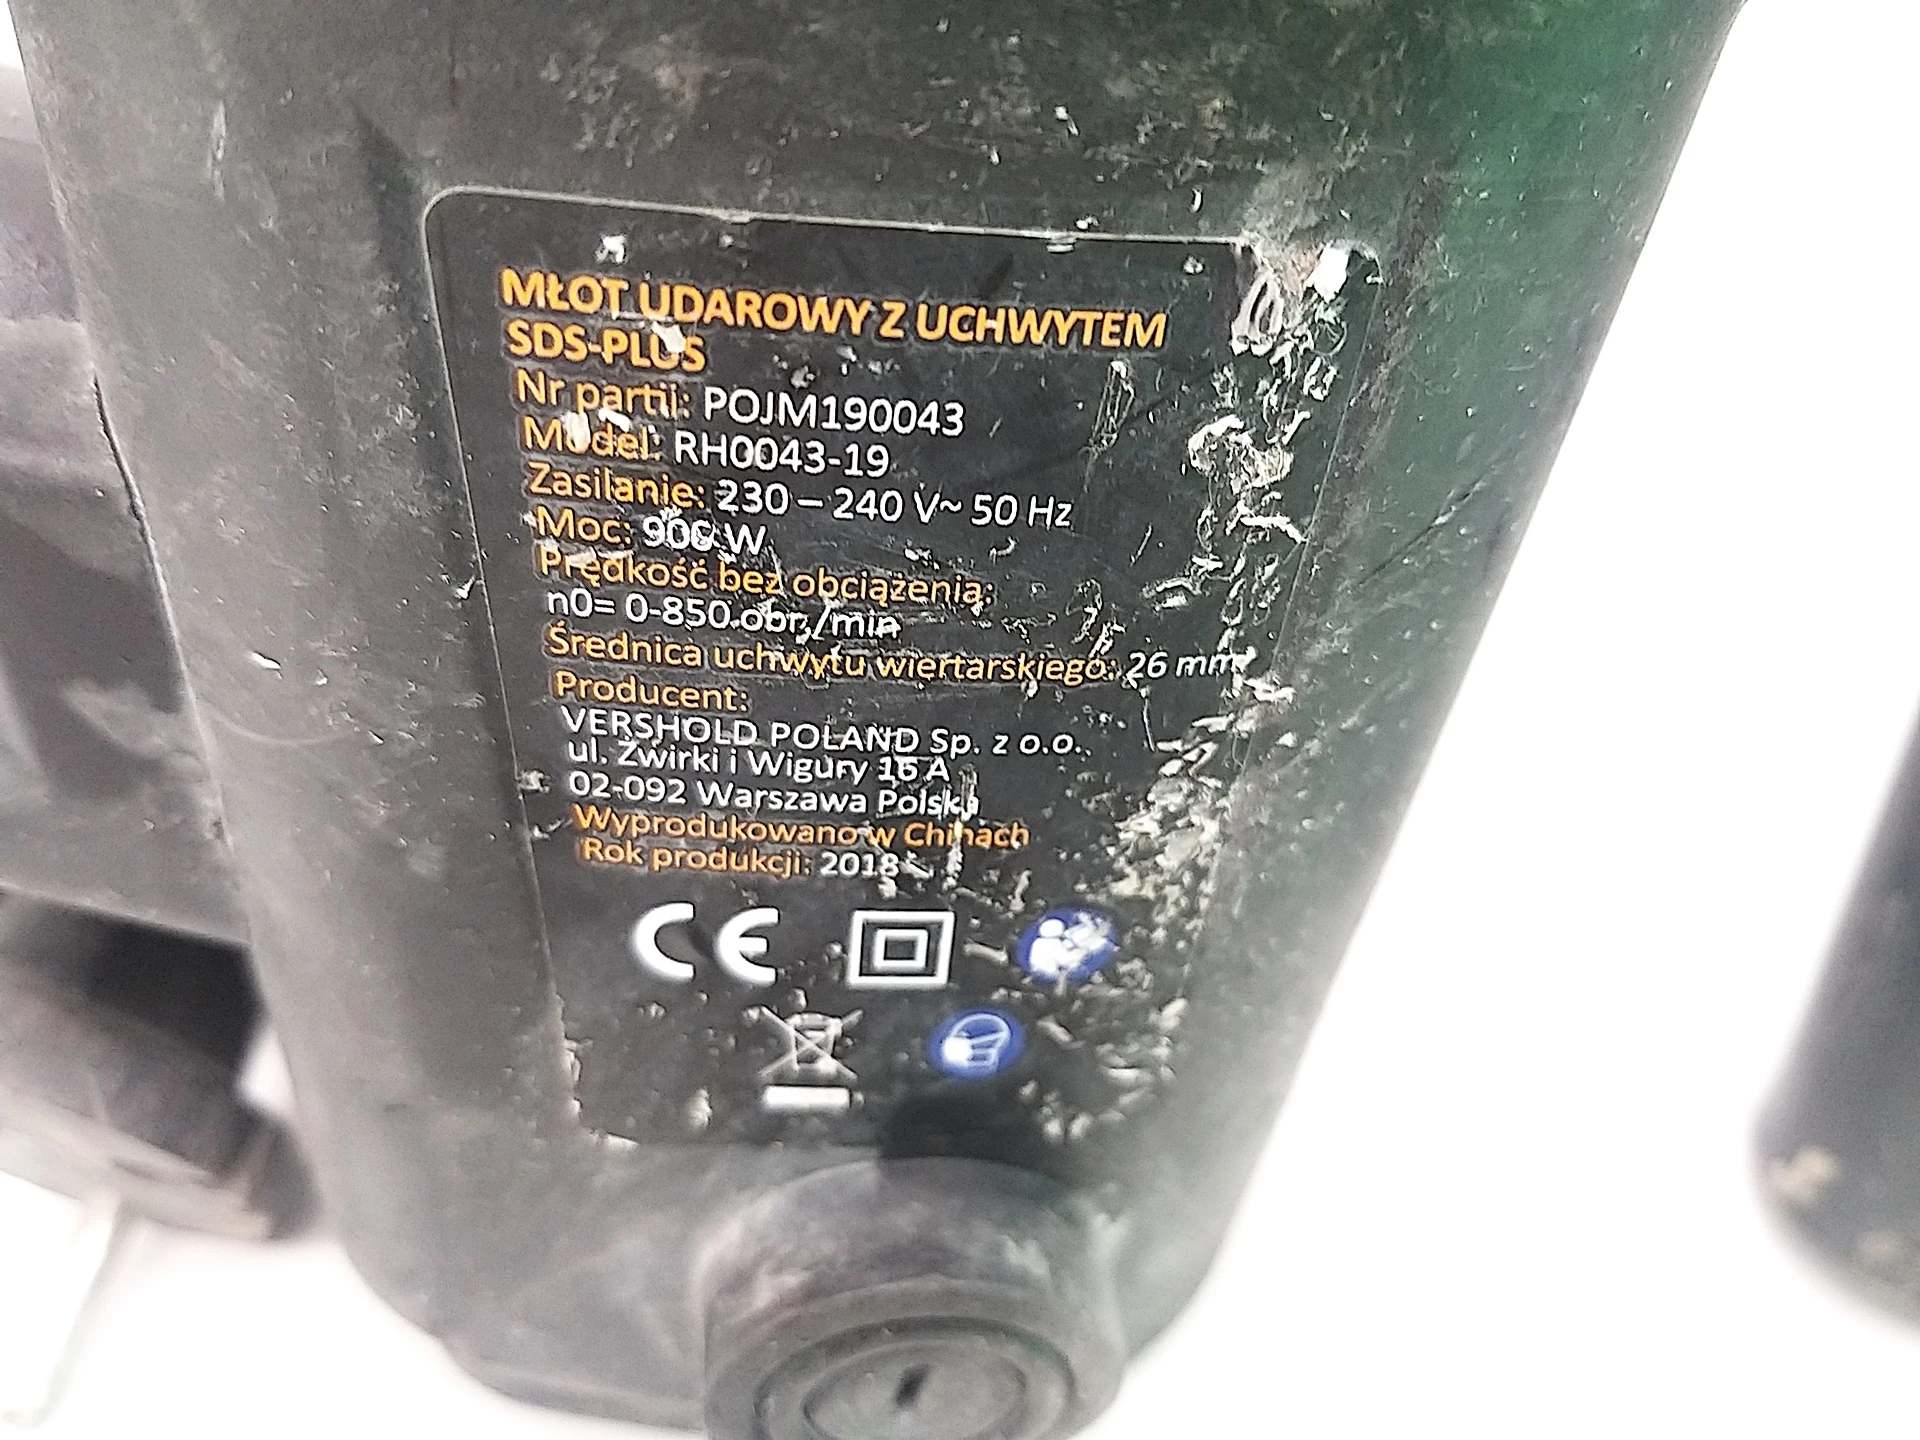 MŁOT UDAROWY Z UCHWYTEM
SDS-PLUS
Nr partii: POJM190043
Model: RH0043-19
Zasilanie: 230 – 240 V~ 50 Hz
Moc: 900 W
Prędkość bez obciążenia:
n0= 0-850 obr./min
Średnica uchwytu wiertarskiego: 26 mm
Producent:
VERSHOLD POLAND Sp. z o.o.
ul. Żwirki i Wigury 16 A
02-092 Warszawa Polska
Wyprodukowano w Chinach
Rok produkcji: 2018
CE